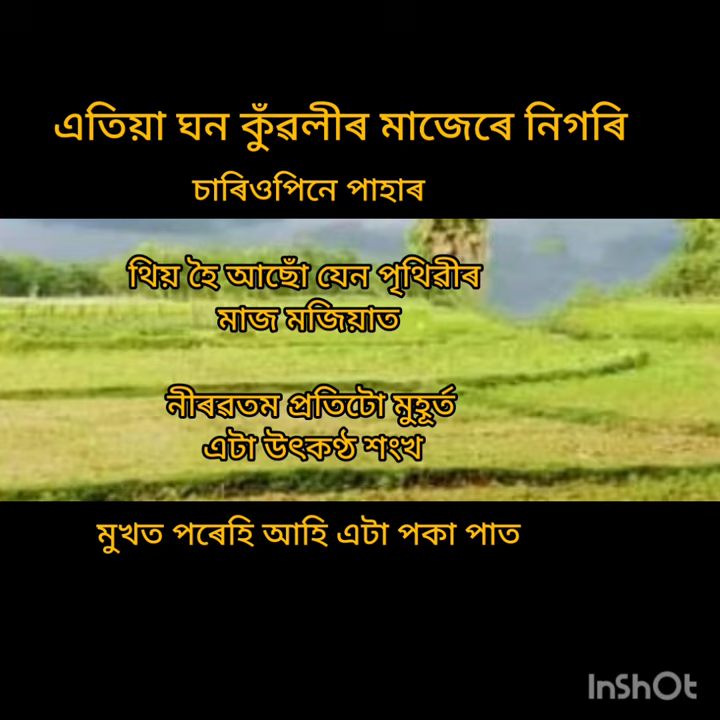 এতিয়া ঘন কুঁৱলীৰ মাজেৰে নিগৰি
চাৰিওপিনে পাহাৰ
থিয় হৈ আছোঁ যেন পৃথিৱীৰ
মাজ মজিয়াত
নীৰৱতম প্ৰতিটো মুহূৰ্ত
এটা উৎকণ্ঠ শংখ
মুখত পৰেহি আহি এটা পকা পাত
InShOt